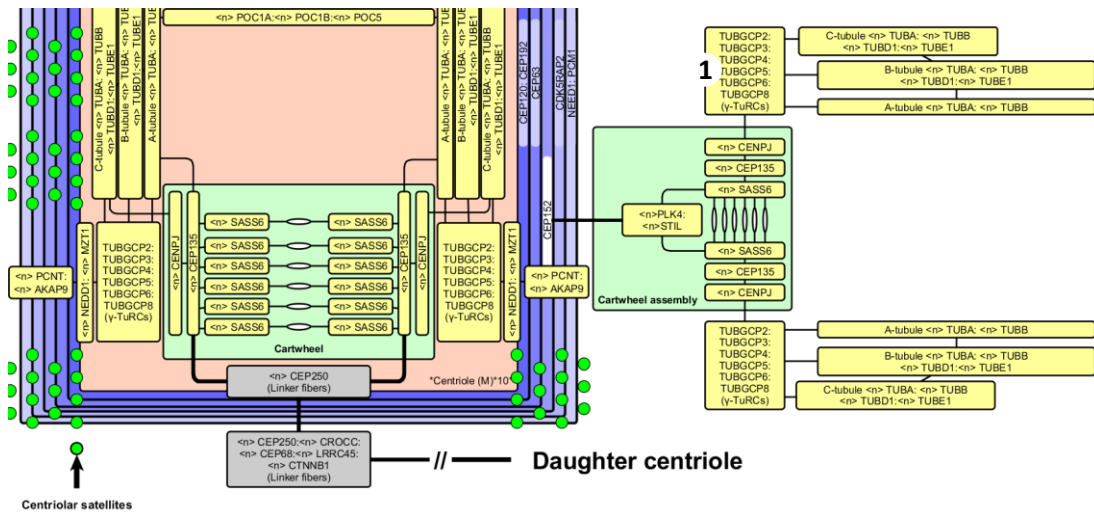 <n> POC1A:<n> POC1B:<n> POC5
C-tubule <n> TUBA: <n> TUBB
<n> TUBD1:<n> TUBE1
B-tubule <n> TUBA: <n> TUBB
<n> TUBD1:<n> TUBE1
A-tubule <n> TUBA: <n> TUB
A-tubule <n> TUBA: <n> TUB
B-tubule <n> TUBA: <n> TUBB
<n> TUBD1:<n> TUBE1
C-tubule <n> TUBA: <n> TUBB
<n> TUBD1:<n> TUBE1
CEP120: CEP192
CEP63
CEP152
CDK5RAP2
NEED1: PCM1
<n> PCNT:
<n> AKAP9
<n> NEDD1: <n> MZT1
TUBGCP2:
TUBGCP3:
TUBGCP4:
TUBGCP5:
TUBGCP6:
TUBGCP8
(γ-TuRCs)
<n> CENPJ
<n> CEP135
<n> SASS6
<n> SASS6
<n> SASS6
<n> SASS6
<n> SASS6
<n> SASS6
<n> SASS6
<n> SASS6
<n> SASS6
<n> SASS6
<n> SASS6
<n> SASS6
<n> CEP135
<n> CENPJ
Cartwheel
TUBGCP2:
TUBGCP3:
TUBGCP4:
TUBGCP5:
TUBGCP6:
TUBGCP8
(γ-TuRCs)
<n> NEDD1: <n> MZT1
<n> PCNT:
<n> AKAP9
<n> CEP250
(Linker fibers)
*Centriole (M)*10
<n> CEP250:<n> CROCC:
<n> CEP68:<n> LRRC45:
<n> CTNNB1
(Linker fibers)
//
Daughter centriole
Centriolar satellites
1
TUBGCP2:
TUBGCP3:
TUBGCP4:
TUBGCP5:
TUBGCP6:
TUBGCP8
(γ-TuRCs)
C-tubule <n> TUBA: <n> TUBB
<n> TUBD1:<n> TUBE1
B-tubule <n> TUBA: <n> TUBB
<n> TUBD1:<n> TUBE1
A-tubule <n> TUBA: <n> TUBB
<n> CENPJ
<n> CEP135
<n> SASS6
<n>PLK4:
<n>STIL
<n> SASS6
<n> CEP135
<n> CENPJ
Cartwheel assembly
TUBGCP2:
TUBGCP3:
TUBGCP4:
TUBGCP5:
TUBGCP6:
TUBGCP8
(γ-TuRCs)
A-tubule <n> TUBA: <n> TUBB
B-tubule <n> TUBA: <n> TUBB
<n> TUBD1:<n> TUBE1
C-tubule <n> TUBA: <n> TUBB
<n> TUBD1:<n> TUBE1